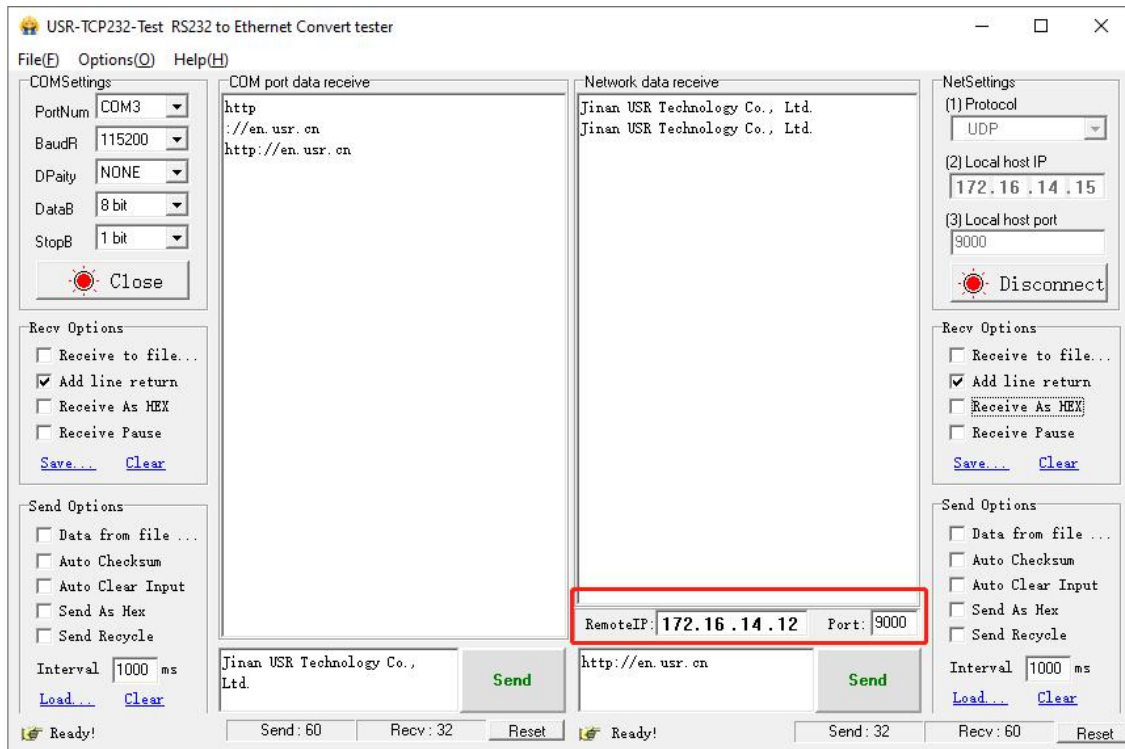 USR-TCP232-Test RS232 to Ethernet Convert tester
File(F) Options(O) Help(H)
COMSettings
PortNum COM3
BaudR 115200
DPaity NONE
DataB 8 bit
StopB 1 bit
Close
Recv Options
Receive to file...
Add line return
Receive As HEX
Receive Pause
Save... Clear
Send Options
Data from file ...
Auto Checksum
Auto Clear Input
Send As Hex
Send Recycle
Interval 1000 ms
Load... Clear
COM port data receive
http
://en.usr.cn
http://en.usr.cn
Jinan USR Technology Co.,
Ltd.
Send
Network data receive
Jinan USR Technology Co., Ltd.
Jinan USR Technology Co., Ltd.
RemoteIP: 172.16.14.12 Port: 9000
http://en.usr.cn
Send
NetSettings
(1) Protocol
UDP
(2) Local host IP
172.16.14.15
(3) Local host port
9000
Disconnect
Recv Options
Receive to file...
Add line return
Receive As HEX
Receive Pause
Save... Clear
Send Options
Data from file ...
Auto Checksum
Auto Clear Input
Send As Hex
Send Recycle
Interval 1000 ms
Load... Clear
Ready! Send : 60 Recv : 32 Reset
Ready! Send : 32 Recv : 60 Reset